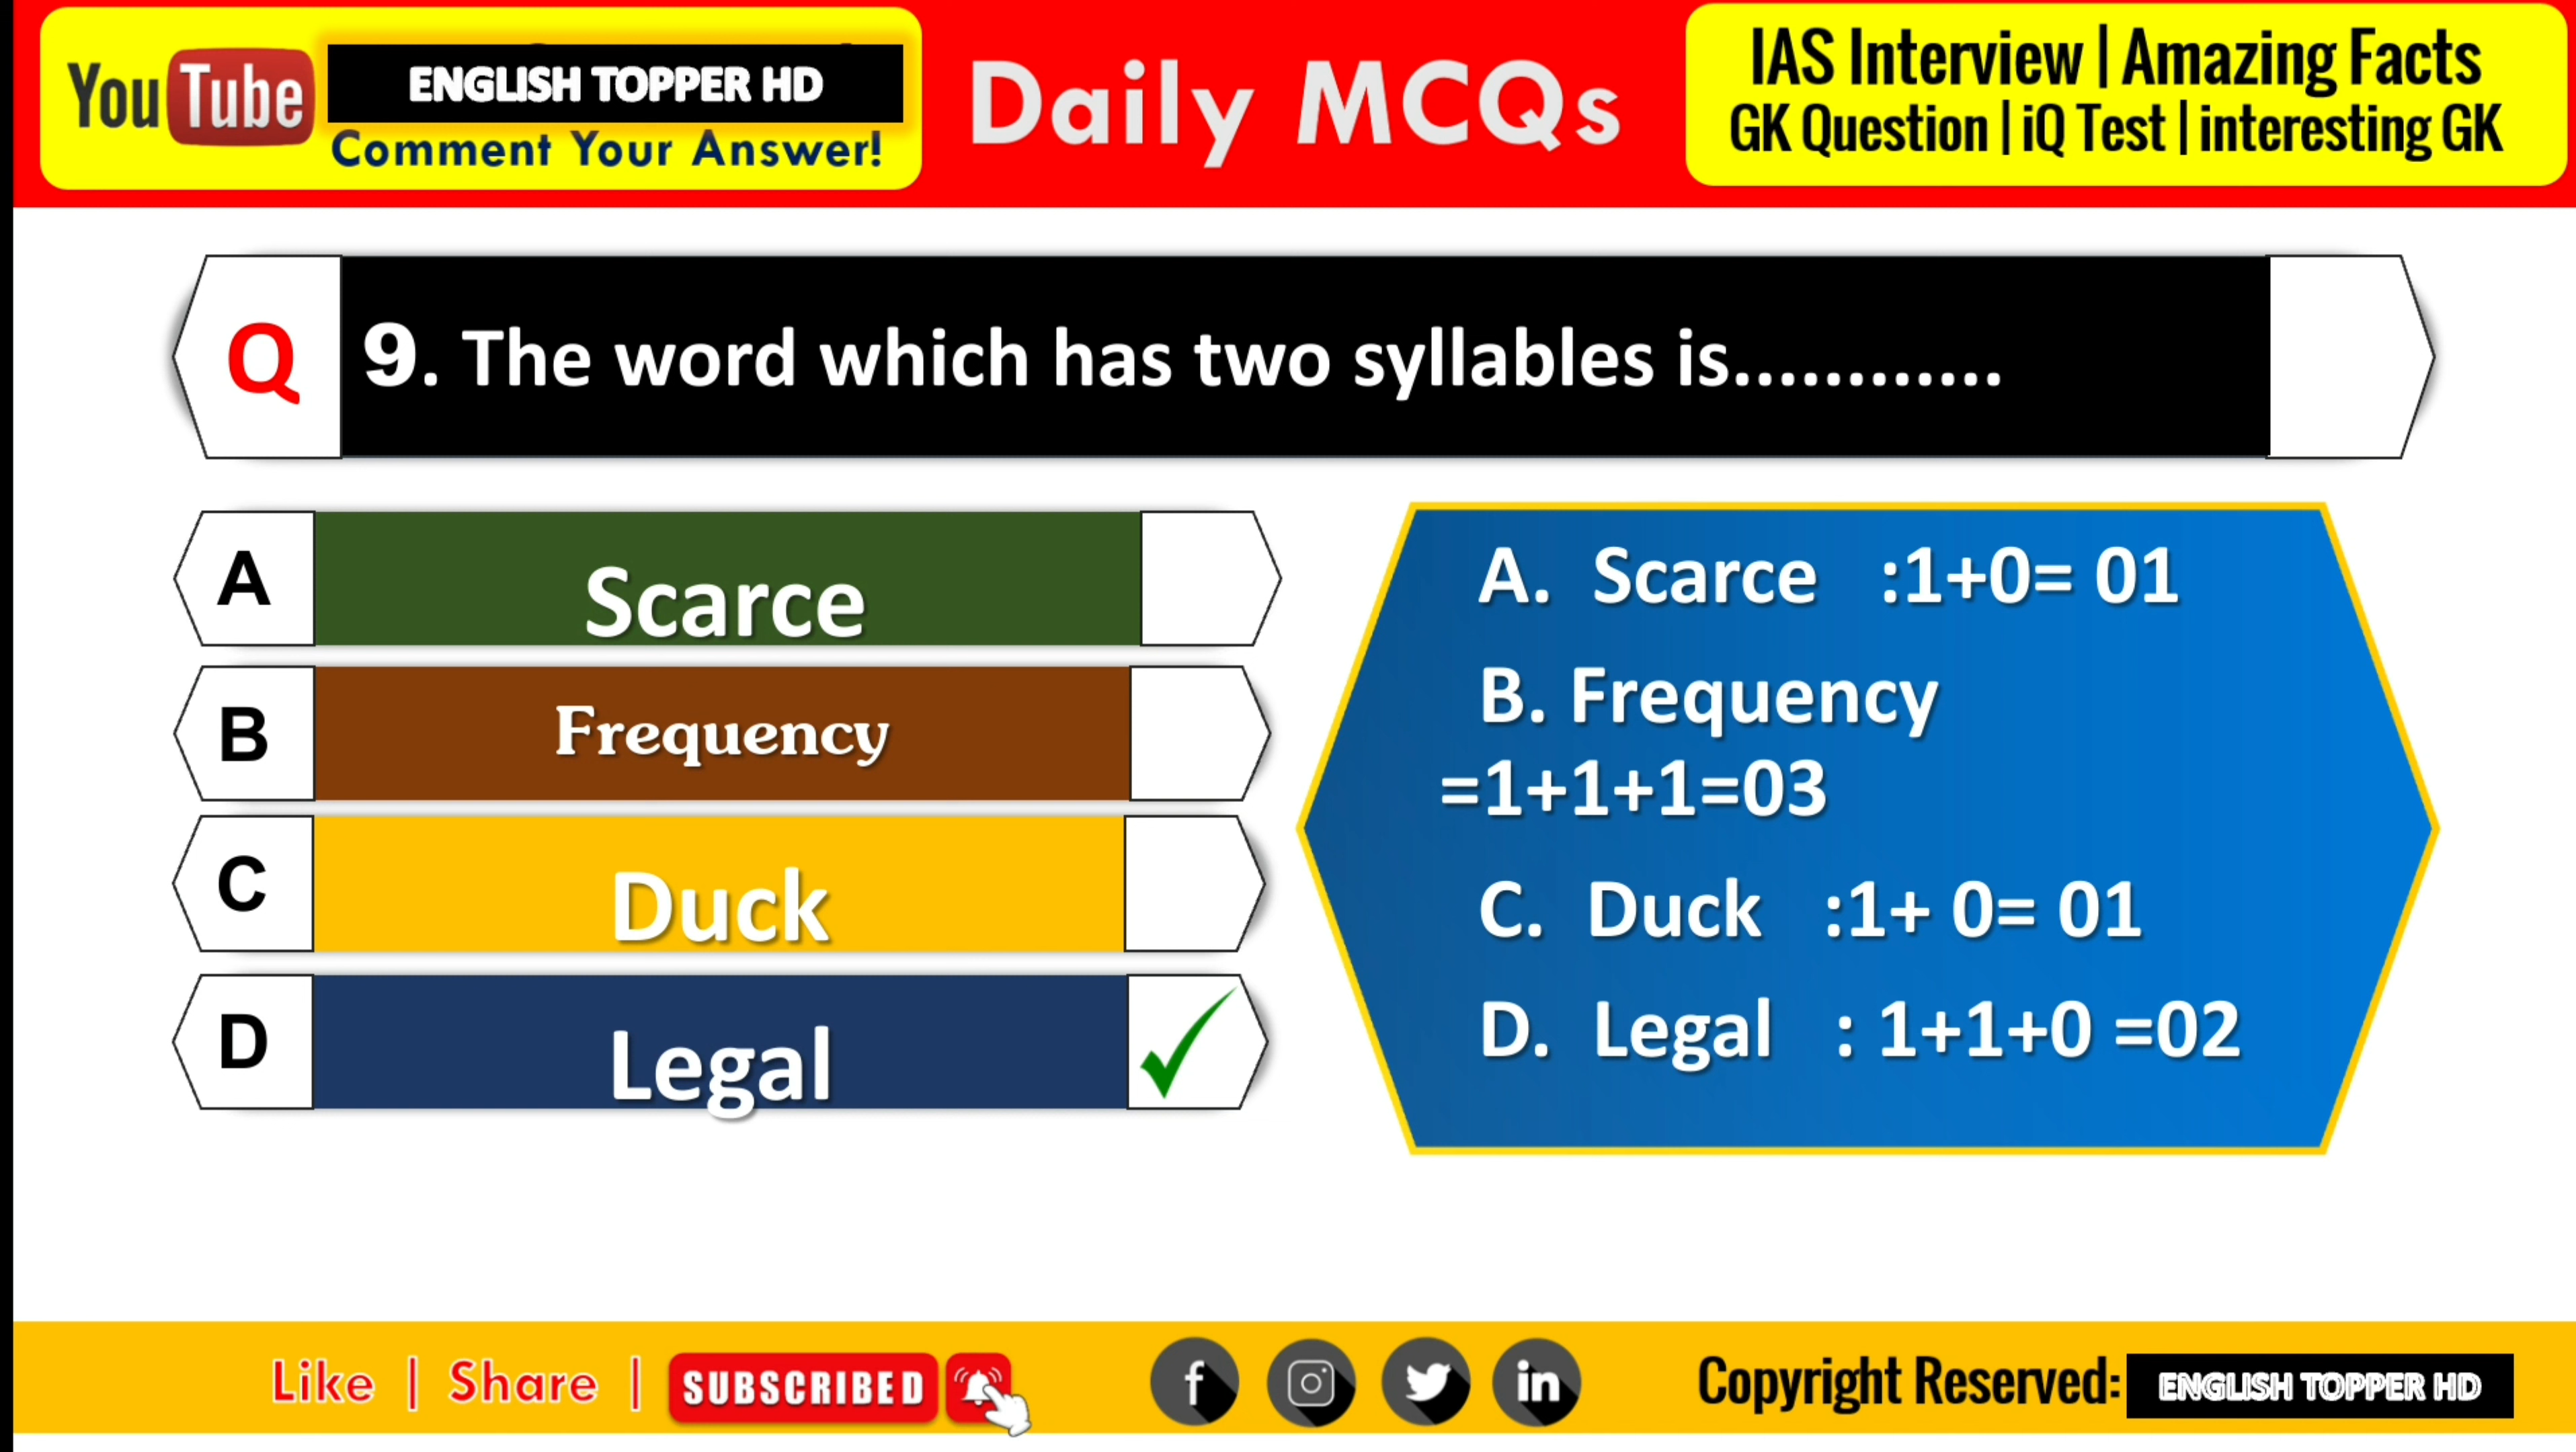 YouTube
ENGLISH TOPPER HD
Comment Your Answer!
Daily MCQs
IAS Interview | Amazing Facts
GK Question | iQ Test | interesting GK
Q 9. The word which has two syllables is............
A Scarce
B Frequency
C Duck
D Legal
A. Scarce :1+0= 01
B. Frequency
=1+1+1=03
C. Duck :1+ 0= 01
D. Legal : 1+1+0 =02
Like | Share | SUBSCRIBED
f in
Copyright Reserved: ENGLISH TOPPER HD